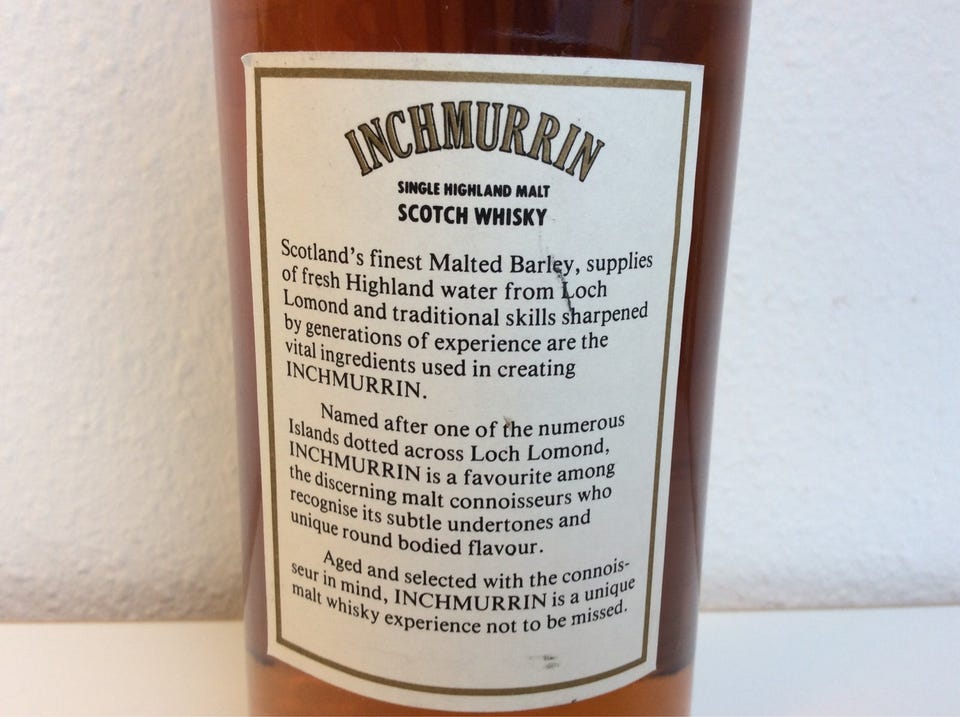 INCHMURRIN
SINGLE HIGHLAND MALT
SCOTCH WHISKY
Scotland's finest Malted Barley, supplies
of fresh Highland water from Loch
Lomond and traditional skills sharpened
by generations of experience are the
vital ingredients used in creating
INCHMURRIN.
Named after one of the numerous
Islands dotted across Loch Lomond,
INCHMURRIN is a favourite among
the discerning malt connoisseurs who
recognise its subtle undertones and
unique round bodied flavour.
Aged and selected with the connois-
seur in mind, INCHMURRIN is a unique
malt whisky experience not to be missed.